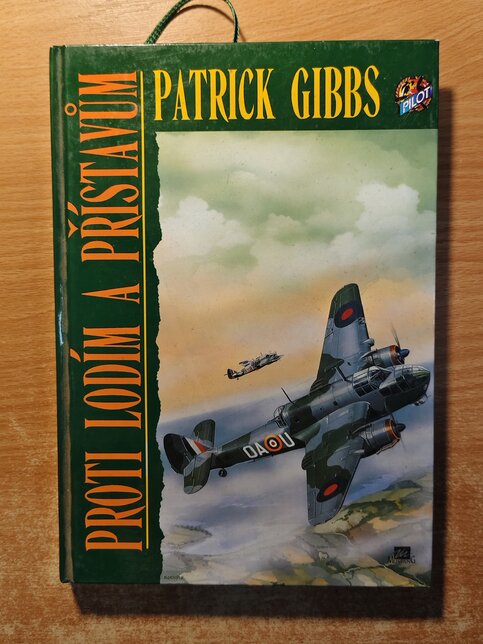 PATRICK GIBBS
PROTI LODÍM A PŘÍSTAVŮM
PILOT
OA U